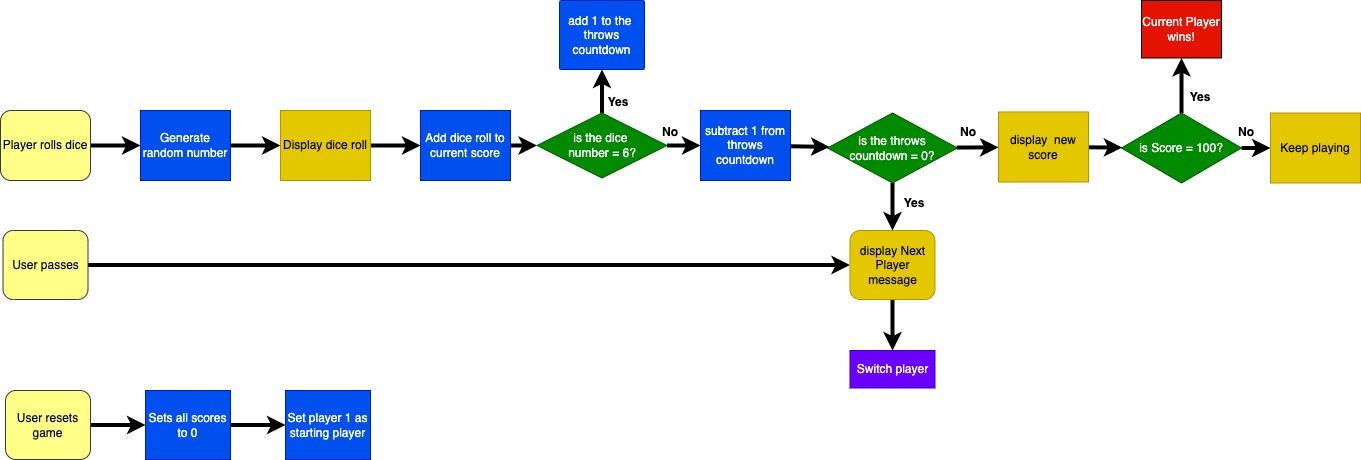 add 1 to the
throws
countdown
Current Player
wins!
Yes
Yes
Player rolls dice
Generate
random number
Display dice roll
Add dice roll to
current score
is the dice
number = 6?
No
subtract 1 from
throws
countdown
is the throws
countdown = 0?
No
display new
score
is Score = 100?
No
Keep playing
Yes
User passes
display Next
Player
message
Switch player
User resets
game
Sets all scores
to 0
Set player 1 as
starting player